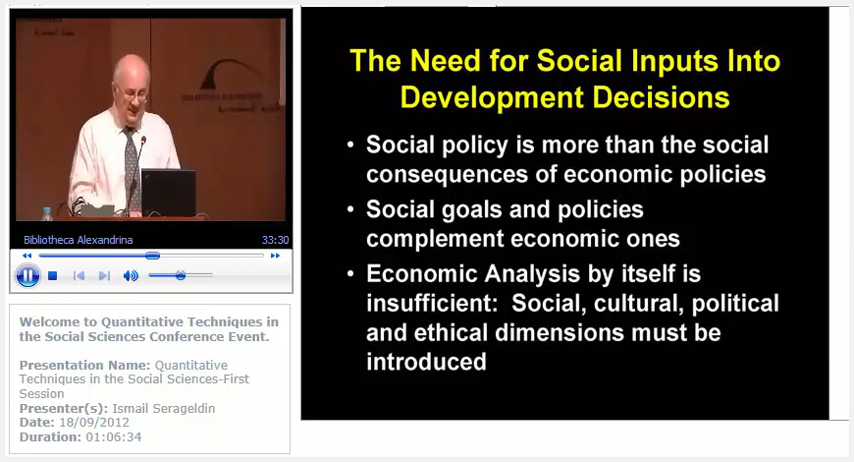 Bibliotheca Alexandrina
33:30
Welcome to Quantitative Techniques in
the Social Sciences Conference Event.
Presentation Name: Quantitative
Techniques in the Social Sciences-First
Session
Presenter(s): Ismail Serageldin
Date: 18/09/2012
Duration: 01:06:34
The Need for Social Inputs Into
Development Decisions
• Social policy is more than the social
consequences of economic policies
• Social goals and policies
complement economic ones
• Economic Analysis by itself is
insufficient: Social, cultural, political
and ethical dimensions must be
introduced